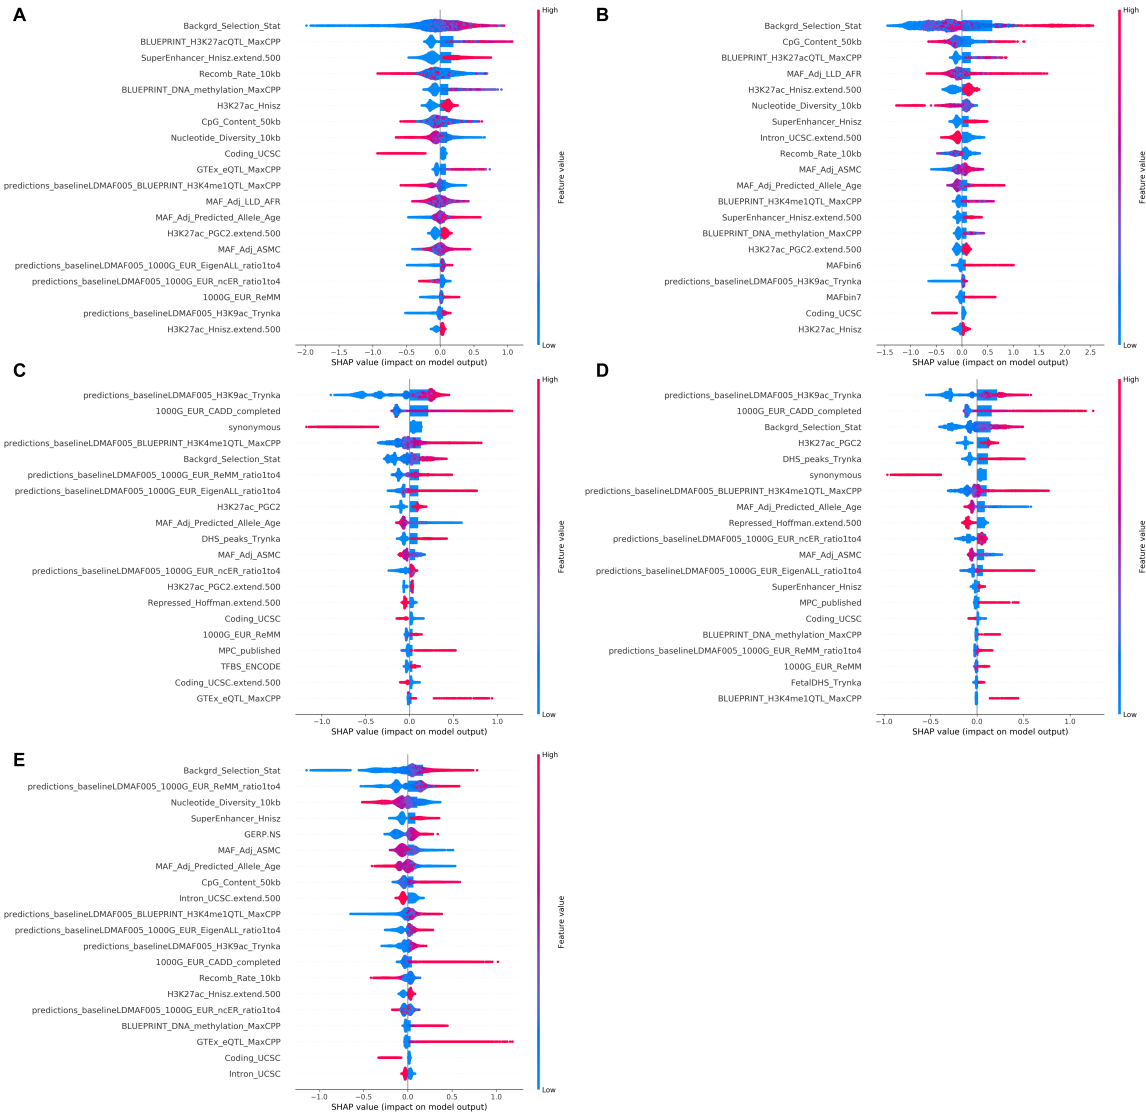 A
High
Backgrd_Selection_Stat
BLUEPRINT_H3K27acQTL_MaxCPP
SuperEnhancer_Hnisz.extend.500
Recomb_Rate_10kb
BLUEPRINT_DNA_methylation_MaxCPP
H3K27ac_Hnisz
CpG_Content_50kb
Nucleotide_Diversity_10kb
Coding_UCSC
GTEx_eQTL_MaxCPP
predictions_baselineLDMAF005_BLUEPRINT_H3K4me1QTL_MaxCPP
MAF_Adj_LLD_AFR
MAF_Adj_Predicted_Allele_Age
H3K27ac_PGC2.extend.500
MAF_Adj_ASMC
predictions_baselineLDMAF005_1000G_EUR_EigenALL_ratio1to4
predictions_baselineLDMAF005_1000G_EUR_ncER_ratio1to4
1000G_EUR_ReMM
predictions_baselineLDMAF005_H3K9ac_Trynka
H3K27ac_Hnisz.extend.500
Feature value
Low
−2.0 −1.5 −1.0 −0.5 0.0 0.5 1.0
SHAP value (impact on model output)
B
High
Backgrd_Selection_Stat
CpG_Content_50kb
BLUEPRINT_H3K27acQTL_MaxCPP
MAF_Adj_LLD_AFR
H3K27ac_Hnisz.extend.500
Nucleotide_Diversity_10kb
SuperEnhancer_Hnisz
Intron_UCSC.extend.500
Recomb_Rate_10kb
MAF_Adj_ASMC
MAF_Adj_Predicted_Allele_Age
BLUEPRINT_H3K4me1QTL_MaxCPP
SuperEnhancer_Hnisz.extend.500
BLUEPRINT_DNA_methylation_MaxCPP
H3K27ac_PGC2.extend.500
MAFbin6
predictions_baselineLDMAF005_H3K9ac_Trynka
MAFbin7
Coding_UCSC
H3K27ac_Hnisz
Feature value
Low
−1.5 −1.0 −0.5 0.0 0.5 1.0 1.5 2.0 2.5
SHAP value (impact on model output)
C
High
predictions_baselineLDMAF005_H3K9ac_Trynka
1000G_EUR_CADD_completed
synonymous
predictions_baselineLDMAF005_BLUEPRINT_H3K4me1QTL_MaxCPP
Backgrd_Selection_Stat
predictions_baselineLDMAF005_1000G_EUR_ReMM_ratio1to4
predictions_baselineLDMAF005_1000G_EUR_EigenALL_ratio1to4
H3K27ac_PGC2
MAF_Adj_Predicted_Allele_Age
DHS_peaks_Trynka
MAF_Adj_ASMC
predictions_baselineLDMAF005_1000G_EUR_ncER_ratio1to4
H3K27ac_PGC2.extend.500
Repressed_Hoffman.extend.500
Coding_UCSC
1000G_EUR_ReMM
MPC_published
TFBS_ENCODE
Coding_UCSC.extend.500
GTEx_eQTL_MaxCPP
Feature value
Low
−1.0 −0.5 0.0 0.5 1.0
SHAP value (impact on model output)
D
High
predictions_baselineLDMAF005_H3K9ac_Trynka
1000G_EUR_CADD_completed
Backgrd_Selection_Stat
H3K27ac_PGC2
DHS_peaks_Trynka
synonymous
predictions_baselineLDMAF005_BLUEPRINT_H3K4me1QTL_MaxCPP
MAF_Adj_Predicted_Allele_Age
Repressed_Hoffman.extend.500
predictions_baselineLDMAF005_1000G_EUR_ncER_ratio1to4
MAF_Adj_ASMC
predictions_baselineLDMAF005_1000G_EUR_EigenALL_ratio1to4
SuperEnhancer_Hnisz
MPC_published
Coding_UCSC
BLUEPRINT_DNA_methylation_MaxCPP
predictions_baselineLDMAF005_1000G_EUR_ReMM_ratio1to4
1000G_EUR_ReMM
FetalDHS_Trynka
BLUEPRINT_H3K4me1QTL_MaxCPP
Feature value
Low
−1.0 −0.5 0.0 0.5 1.0
SHAP value (impact on model output)
E
High
Backgrd_Selection_Stat
predictions_baselineLDMAF005_1000G_EUR_ReMM_ratio1to4
Nucleotide_Diversity_10kb
SuperEnhancer_Hnisz
GERP.NS
MAF_Adj_ASMC
MAF_Adj_Predicted_Allele_Age
CpG_Content_50kb
Intron_UCSC.extend.500
predictions_baselineLDMAF005_BLUEPRINT_H3K4me1QTL_MaxCPP
predictions_baselineLDMAF005_1000G_EUR_EigenALL_ratio1to4
predictions_baselineLDMAF005_H3K9ac_Trynka
1000G_EUR_CADD_completed
Recomb_Rate_10kb
H3K27ac_Hnisz.extend.500
predictions_baselineLDMAF005_1000G_EUR_ncER_ratio1to4
BLUEPRINT_DNA_methylation_MaxCPP
GTEx_eQTL_MaxCPP
Coding_UCSC
Intron_UCSC
Feature value
Low
−1.0 −0.5 0.0 0.5 1.0
SHAP value (impact on model output)